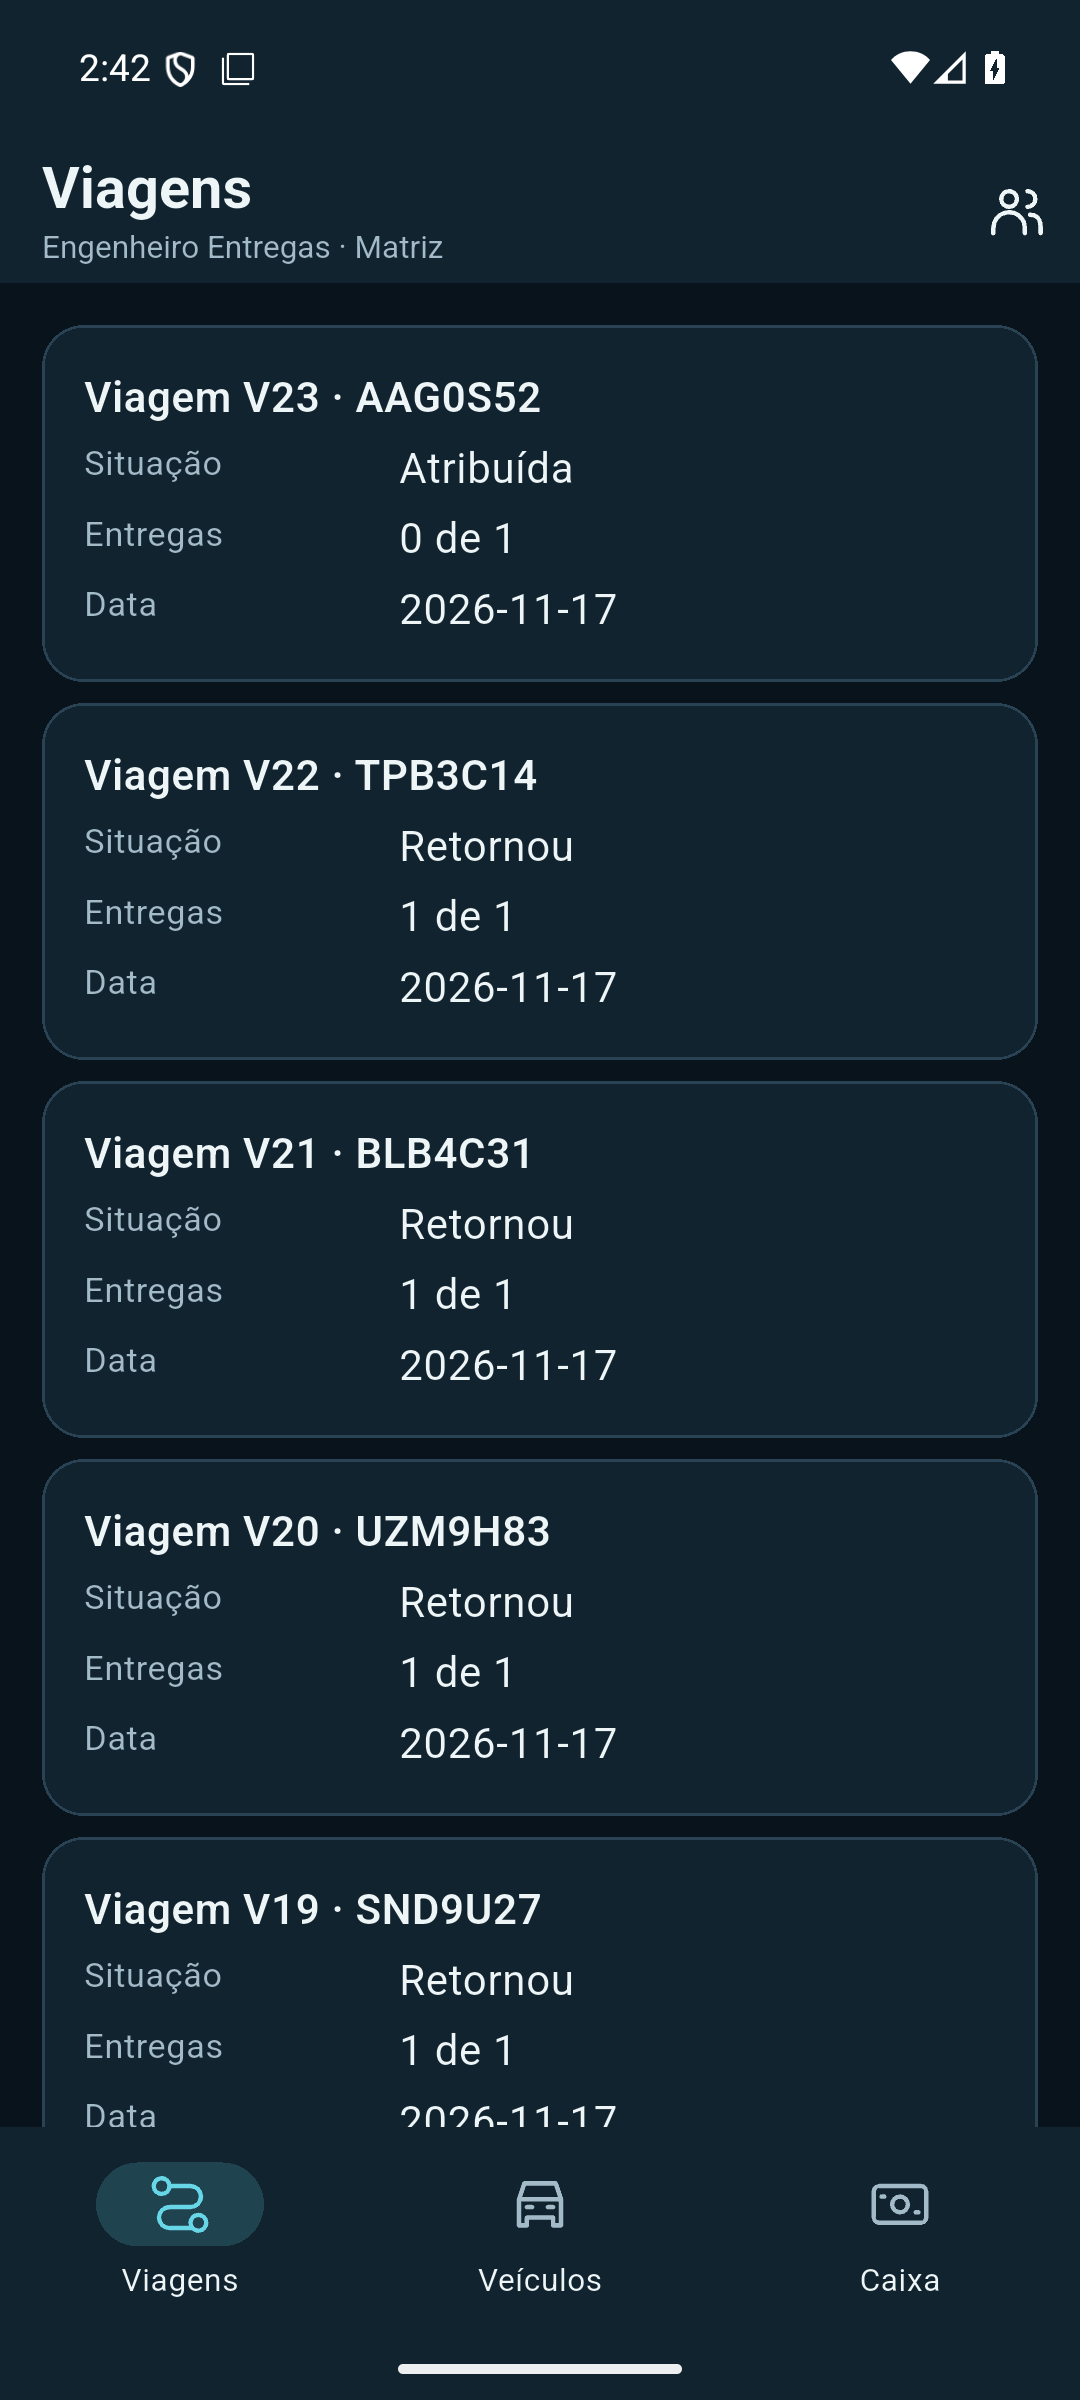 2:42
Viagens
Engenheiro Entregas · Matriz
Viagem V23 · AAG0S52
Situação Atribuída
Entregas 0 de 1
Data 2026-11-17
Viagem V22 · TPB3C14
Situação Retornou
Entregas 1 de 1
Data 2026-11-17
Viagem V21 · BLB4C31
Situação Retornou
Entregas 1 de 1
Data 2026-11-17
Viagem V20 · UZM9H83
Situação Retornou
Entregas 1 de 1
Data 2026-11-17
Viagem V19 · SND9U27
Situação Retornou
Entregas 1 de 1
Data 2026-11-17
Viagens Veículos Caixa